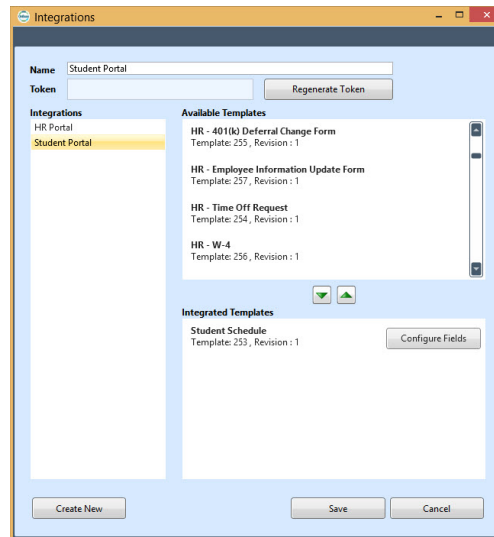 Integrations
Name Student Portal
Token Regenerate Token
Integrations
HR Portal
Student Portal
Available Templates
HR - 401(k) Deferral Change Form
Template: 255 , Revision : 1
HR - Employee Information Update Form
Template: 257 , Revision : 1
HR - Time Off Request
Template: 254 , Revision : 1
HR - W-4
Template: 256 , Revision : 1
Integrated Templates
Student Schedule
Template: 253 , Revision : 1
Configure Fields
Create New Save Cancel